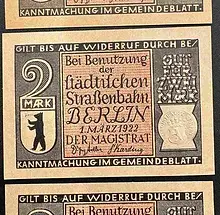 KANNTMACHUNG IM GEMEINDEBLATT.
GILT BIS AUF WIDERRUF DURCH BE/
2
MARK
Bei Benutzung
der
Städtischen
Straßenbahn
BERLIN
1. MÄRZ 1922
DER MAGISTRAT
KANNTMACHUNG IM GEMEINDEBLATT.
GILT BIS AUF WIDERRUF DURCH BE/
Bei Benutzung